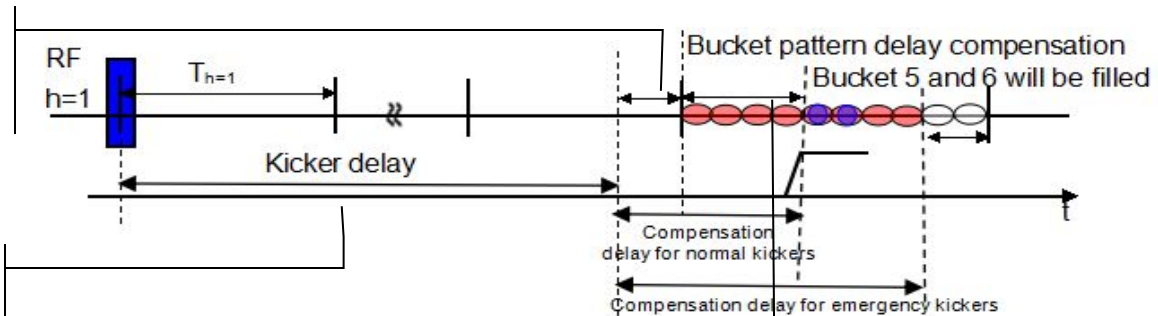 Bucket pattern delay compensation
RF
h=1
Th=1
Bucket 5 and 6 will be filled
Kicker delay
t
Compensation
delay for normal kickers
Compensation delay for emergency kickers